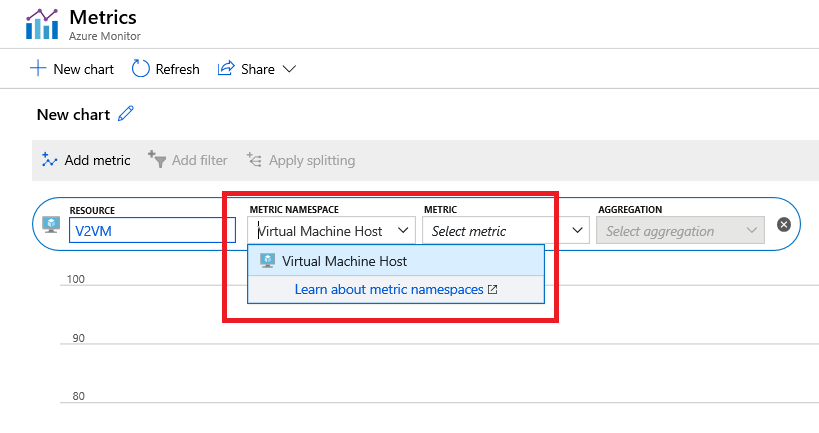 Metrics
Azure Monitor
New chart Refresh Share
New chart
Add metric Add filter Apply splitting
RESOURCE METRIC NAMESPACE METRIC AGGREGATION
V2VM Virtual Machine Host Select metric Select aggregation
Virtual Machine Host
Learn about metric namespaces
100
90
80